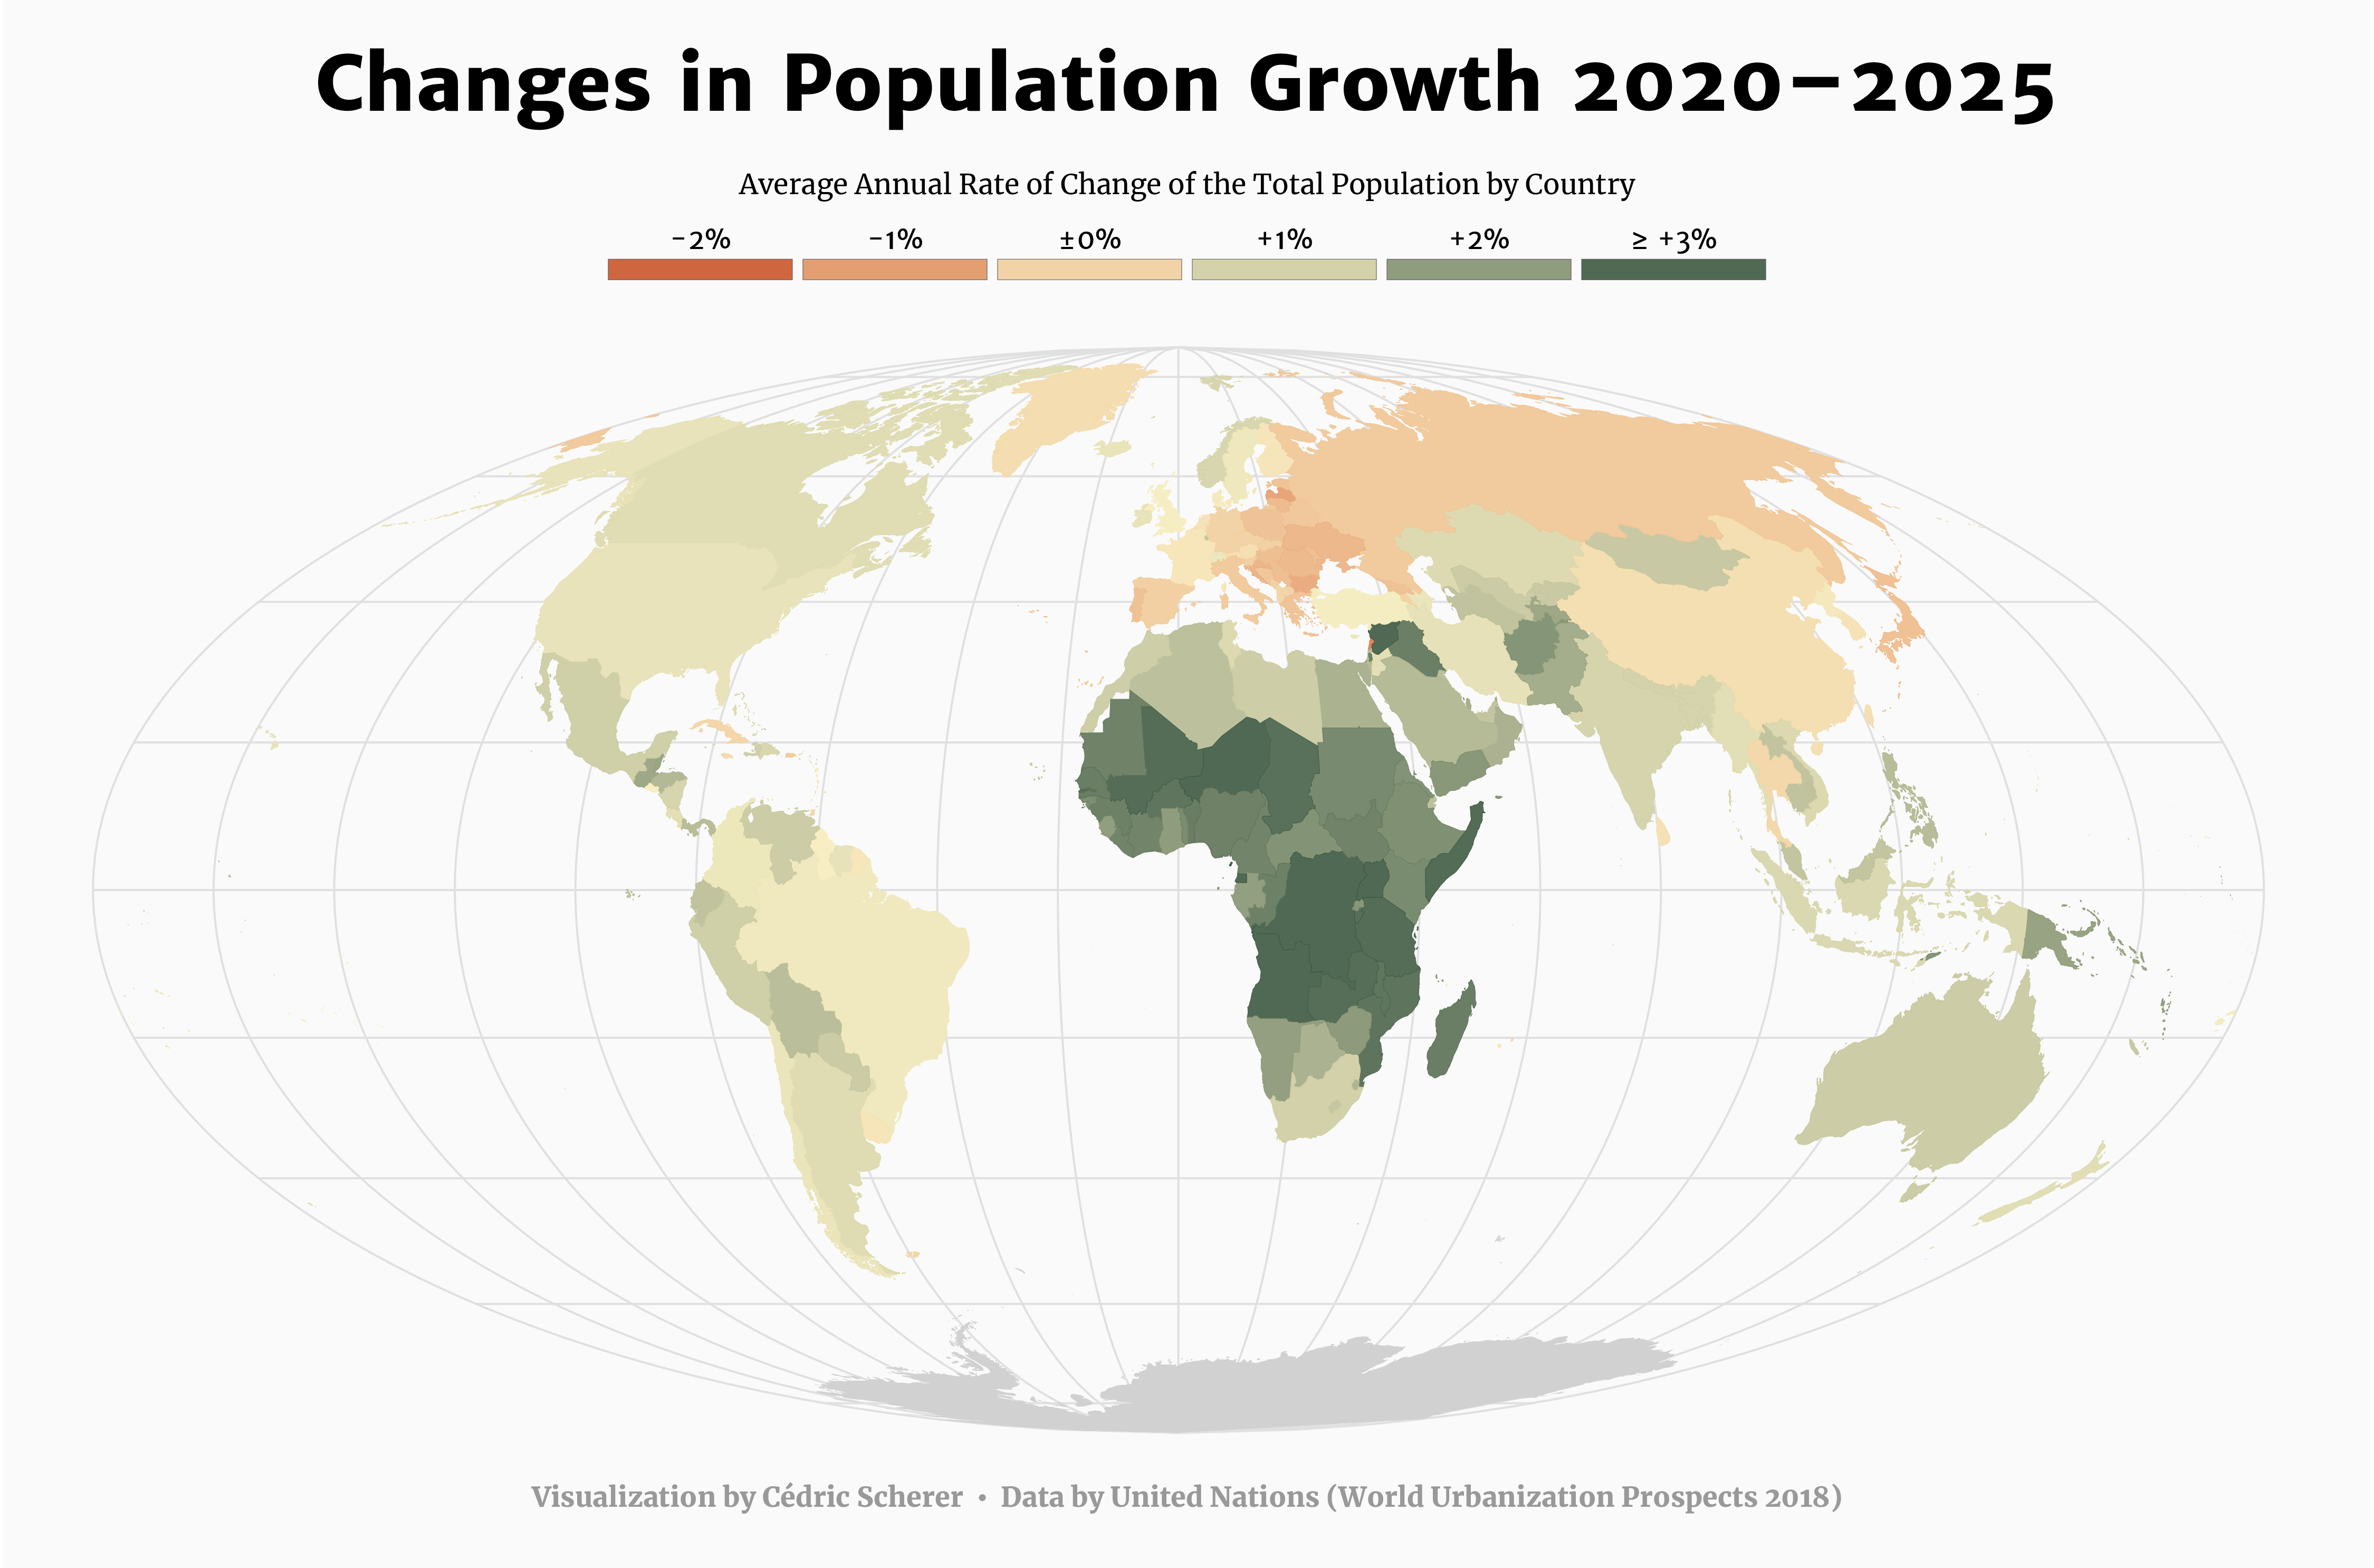 Changes in Population Growth 2020–2025
Average Annual Rate of Change of the Total Population by Country
−2% −1% ±0% +1% +2% ≥ +3%
Visualization by Cédric Scherer • Data by United Nations (World Urbanization Prospects 2018)